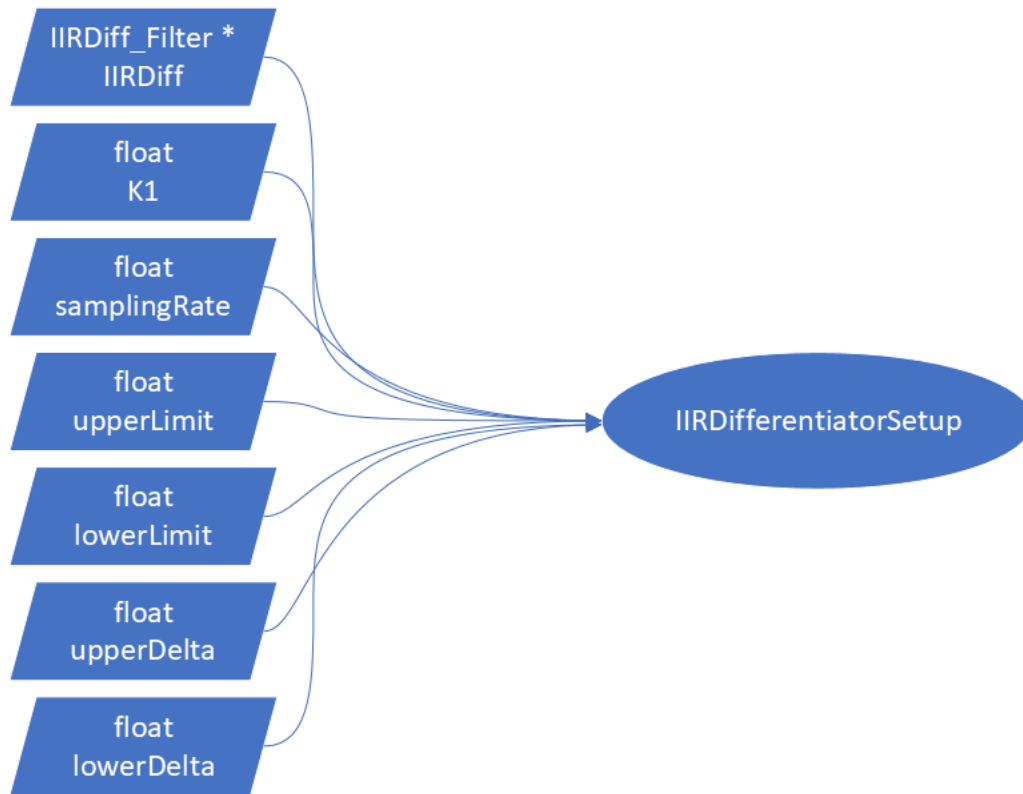 IIRDiff_Filter *
IIRDiff
float
K1
float
samplingRate
float
upperLimit
float
lowerLimit
float
upperDelta
float
lowerDelta
IIRDifferentiatorSetup